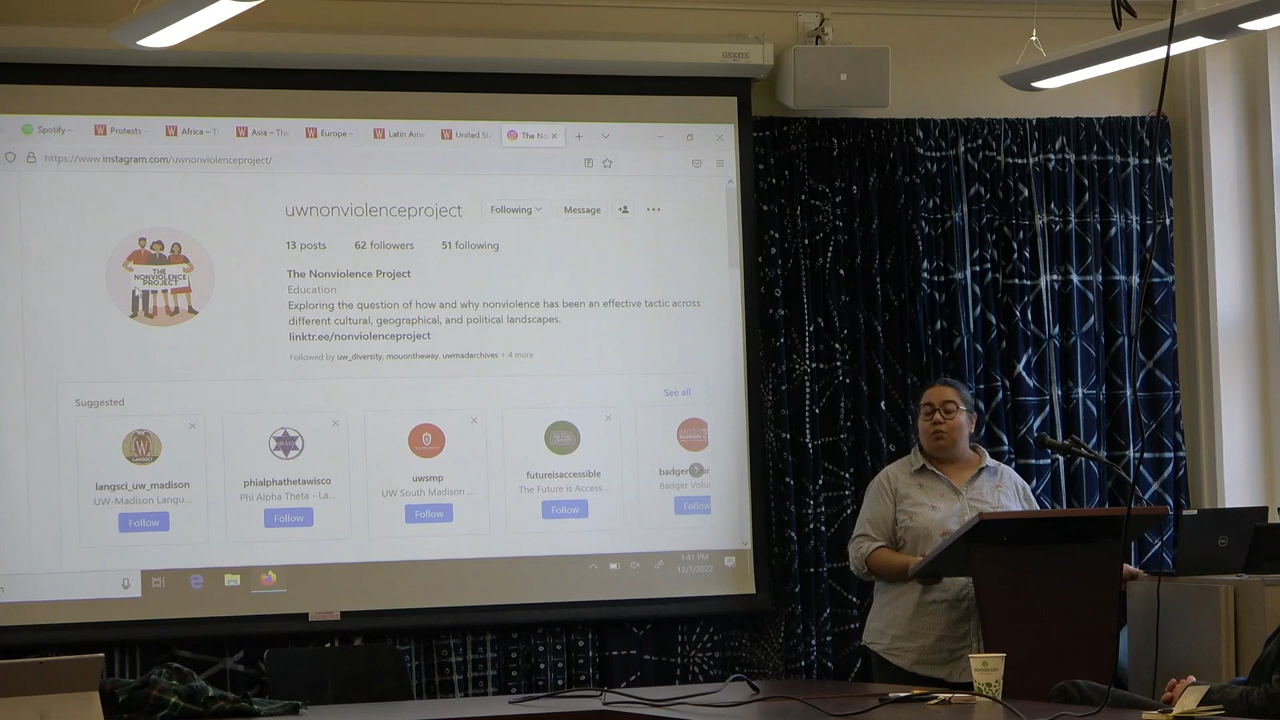 Spotify –
Protests –
Africa – T
Asia – The
Europe –
Latin Ame
United St
The No
https://www.instagram.com/uwnonviolenceproject/
uwnonviolenceproject
Following
Message
13 posts
62 followers
51 following
THE
NONVIOLENCE
PROJECT
The Nonviolence Project
Education
Exploring the question of how and why nonviolence has been an effective tactic across
different cultural, geographical, and political landscapes.
linktr.ee/nonviolenceproject
Followed by uw_diversity, mouontheway, uwmadarchives + 4 more
Suggested
See all
langsci_uw_madison
UW-Madison Langu...
Follow
phialphathetawisco
Phi Alpha Theta - La...
Follow
uwsmp
UW South Madison ...
Follow
futureisaccessible
The Future is Access...
Follow
Badger Volu
Follow
1:41 PM
12/1/2022
DELL